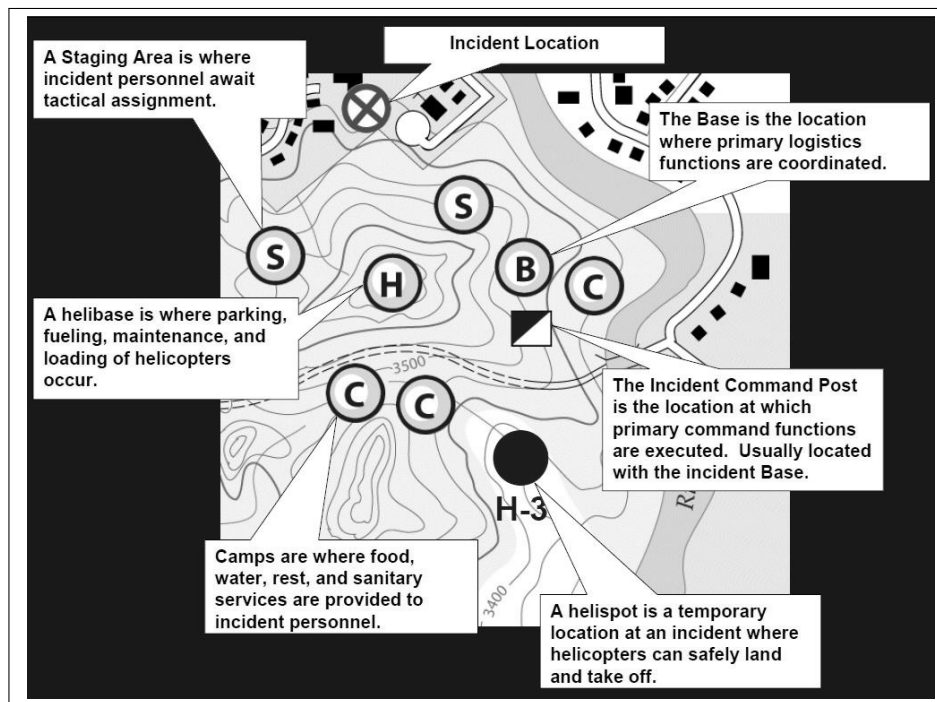 Incident Location
A Staging Area is where
incident personnel await
tactical assignment.
The Base is the location
where primary logistics
functions are coordinated.
S
S
B
C
H
A helibase is where parking,
fueling, maintenance, and
loading of helicopters
occur.
3500
The Incident Command Post
is the location at which
primary command functions
are executed. Usually located
with the incident Base.
C
C
H-3
Camps are where food,
water, rest, and sanitary
services are provided to
incident personnel.
3400
A helispot is a temporary
location at an incident where
helicopters can safely land
and take off.